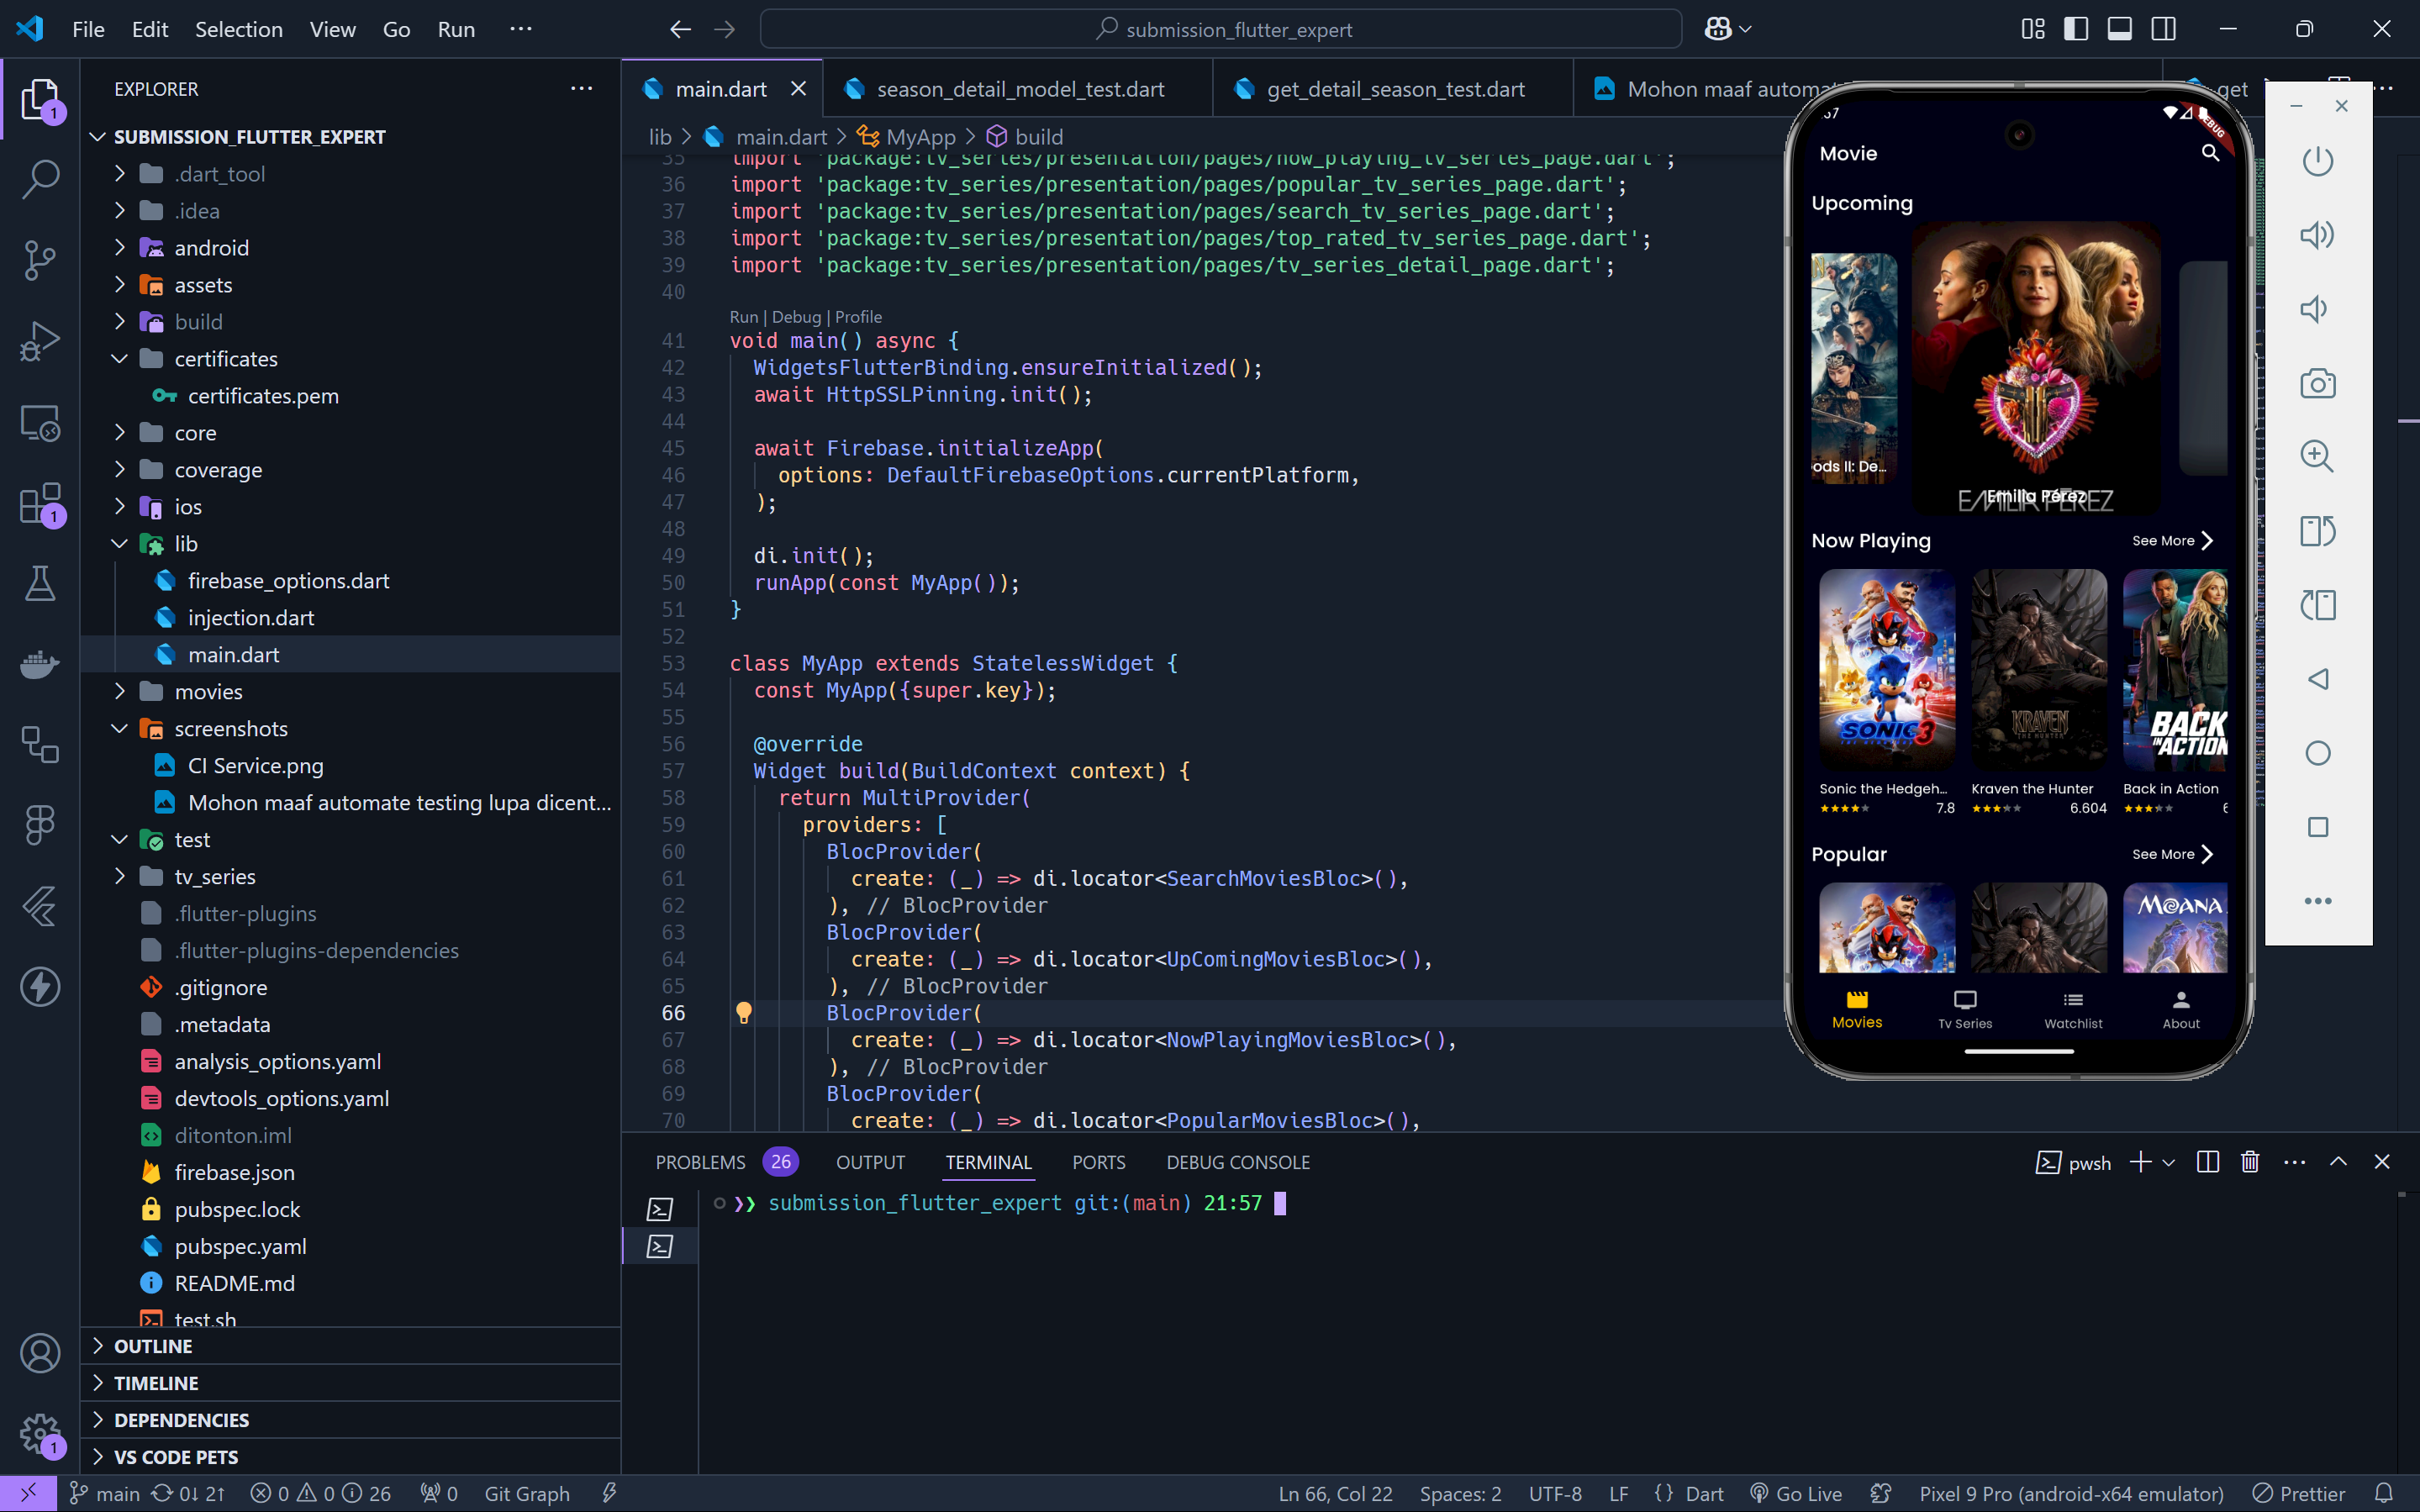 File Edit Selection View Go Run ...
submission_flutter_expert
EXPLORER
SUBMISSION_FLUTTER_EXPERT
.dart_tool
.idea
android
assets
build
certificates
certificates.pem
core
coverage
ios
lib
firebase_options.dart
injection.dart
main.dart
movies
screenshots
CI Service.png
Mohon maaf automate testing lupa dicent...
test
tv_series
.flutter-plugins
.flutter-plugins-dependencies
.gitignore
.metadata
analysis_options.yaml
devtools_options.yaml
ditonton.iml
firebase.json
pubspec.lock
pubspec.yaml
README.md
test.sh
OUTLINE
TIMELINE
DEPENDENCIES
VS CODE PETS
1
1
1
main.dart
season_detail_model_test.dart
get_detail_season_test.dart
Mohon maaf automat
get
lib > main.dart > MyApp > build
35 import 'package:tv_series/presentation/pages/now_playing_tv_series_page.dart';
36 import 'package:tv_series/presentation/pages/popular_tv_series_page.dart';
37 import 'package:tv_series/presentation/pages/search_tv_series_page.dart';
38 import 'package:tv_series/presentation/pages/top_rated_tv_series_page.dart';
39 import 'package:tv_series/presentation/pages/tv_series_detail_page.dart';
40
Run | Debug | Profile
41 void main() async {
42 WidgetsFlutterBinding.ensureInitialized();
43 await HttpSSLPinning.init();
44
45 await Firebase.initializeApp(
46 options: DefaultFirebaseOptions.currentPlatform,
47 );
48
49 di.init();
50 runApp(const MyApp());
51 }
52
53 class MyApp extends StatelessWidget {
54 const MyApp({super.key});
55
56 @override
57 Widget build(BuildContext context) {
58 return MultiProvider(
59 providers: [
60 BlocProvider(
61 create: (_) => di.locator<SearchMoviesBloc>(),
62 ), // BlocProvider
63 BlocProvider(
64 create: (_) => di.locator<UpComingMoviesBloc>(),
65 ), // BlocProvider
66 BlocProvider(
67 create: (_) => di.locator<NowPlayingMoviesBloc>(),
68 ), // BlocProvider
69 BlocProvider(
70 create: (_) => di.locator<PopularMoviesBloc>(),
PROBLEMS 26 OUTPUT TERMINAL PORTS DEBUG CONSOLE
pwsh
submission_flutter_expert git:(main) 21:57
:57
DEBUG
Movie
Upcoming
ods II: De...
EMILIA PÉREZ
Emilia Pérez
Now Playing
See More
SONIC 3
KRAVEN
THE HUNTER
BACK
IN ACTION
Sonic the Hedgeh...
7.8
Kraven the Hunter
6.604
Back in Action
6
Popular
See More
MOANA
Movies
Tv Series
Watchlist
About
main 0↓ 2↑ 0 0 26 0 Git Graph
Ln 66, Col 22 Spaces: 2 UTF-8 LF {} Dart Go Live Pixel 9 Pro (android-x64 emulator) Prettier